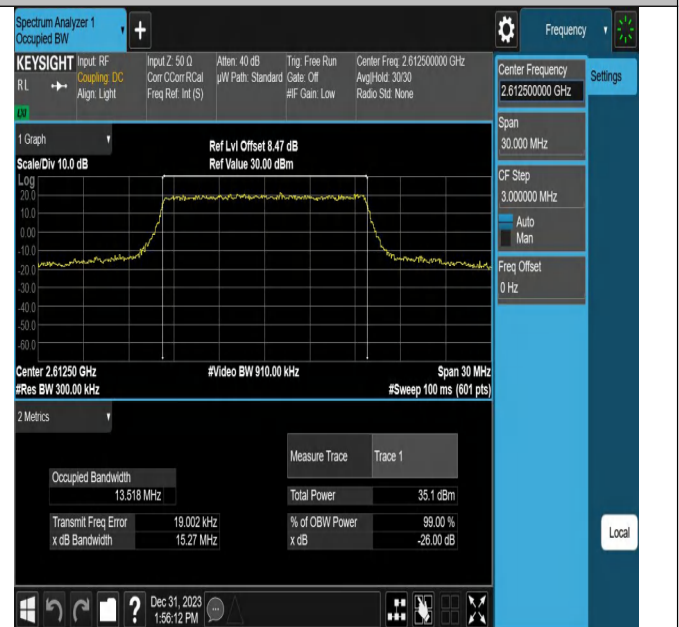 Spectrum Analyzer 1
Occupied BW
+
Frequency
KEYSIGHT
RL
LXI
Input: RF
Coupling: DC
Align: Light
Input Z: 50 Ω
Corr CCorr RCal
Freq Ref: Int (S)
Atten: 40 dB
µW Path: Standard
Trig: Free Run
Gate: Off
#IF Gain: Low
Center Freq: 2.612500000 GHz
Avg|Hold: 30/30
Radio Std: None
Center Frequency
2.612500000 GHz
Settings
Span
30.000 MHz
CF Step
3.000000 MHz
Auto
Man
Freq Offset
0 Hz
Local
1 Graph
Scale/Div 10.0 dB
Ref Lvl Offset 8.47 dB
Ref Value 30.00 dBm
Log
20.0
10.0
0.00
-10.0
-20.0
-30.0
-40.0
-50.0
-60.0
Center 2.61250 GHz
#Video BW 910.00 kHz
Span 30 MHz
#Res BW 300.00 kHz
#Sweep 100 ms (601 pts)
2 Metrics
Measure Trace Trace 1
Occupied Bandwidth
13.518 MHz
Total Power 35.1 dBm
Transmit Freq Error 19.002 kHz
% of OBW Power 99.00 %
x dB Bandwidth 15.27 MHz
x dB -26.00 dB
?
Dec 31, 2023
1:56:12 PM